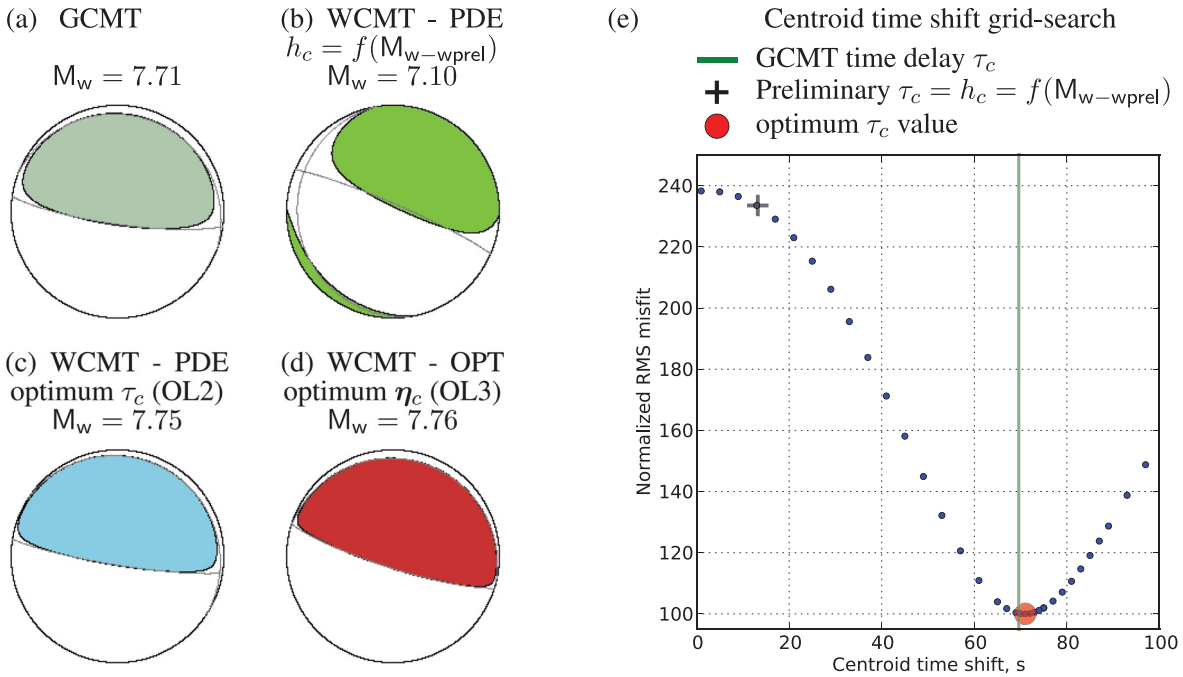 (a) GCMT
M_w = 7.71
(b) WCMT - PDE
h_c = f(M_w−wprel)
M_w = 7.10
(c) WCMT - PDE
optimum τ_c (OL2)
M_w = 7.75
(d) WCMT - OPT
optimum η_c (OL3)
M_w = 7.76
(e) Centroid time shift grid-search
GCMT time delay τ_c
Preliminary τ_c = h_c = f(M_w−wprel)
optimum τ_c value
Normalized RMS misfit
240
220
200
180
160
140
120
100
0 20 40 60 80 100
Centroid time shift, s